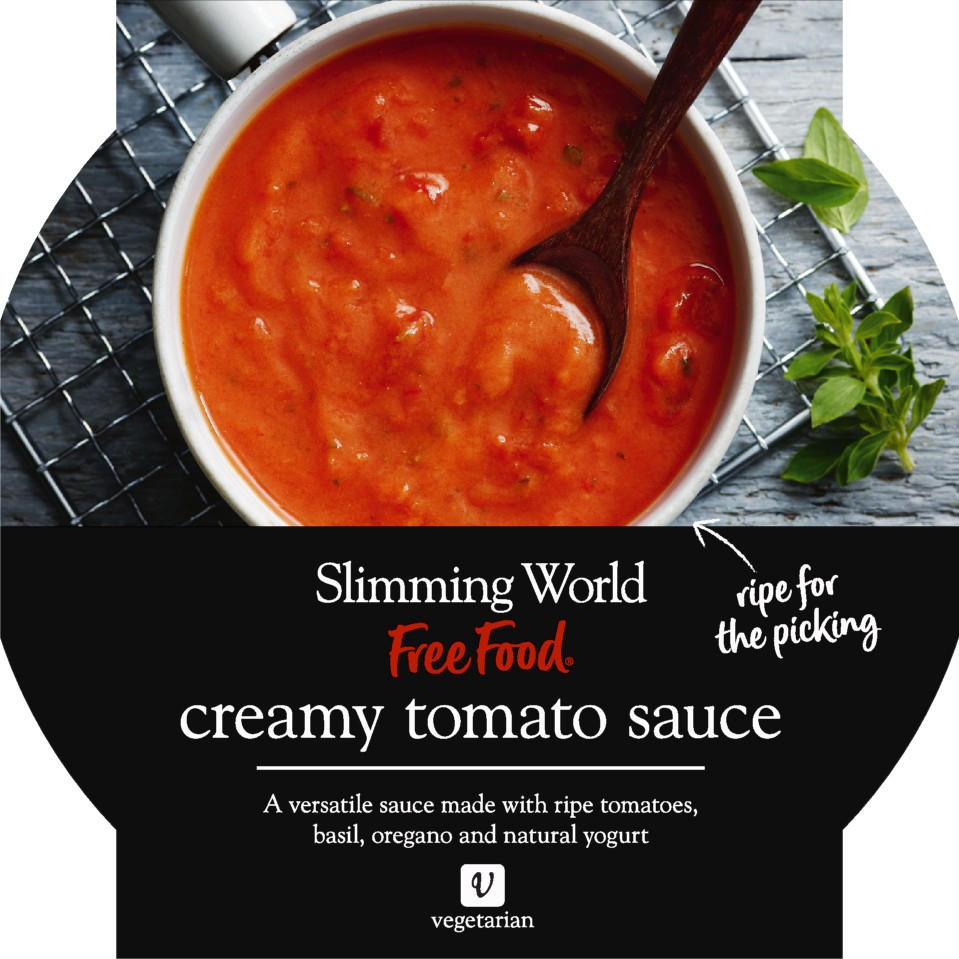 ripe for
the picking
Slimming World
Free Food®
creamy tomato sauce
A versatile sauce made with ripe tomatoes,
basil, oregano and natural yogurt
V
vegetarian